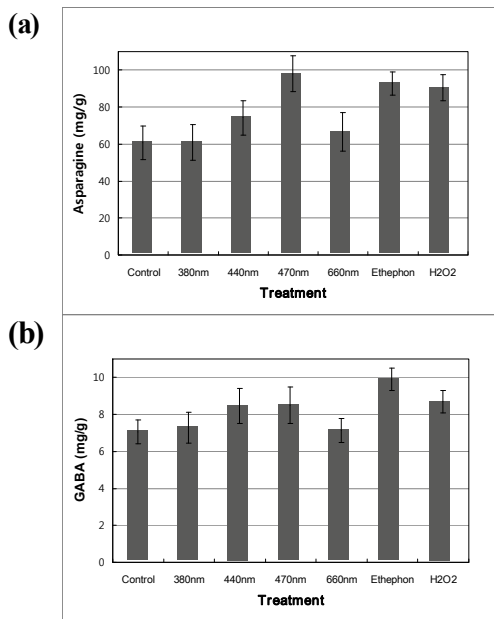 (a)
Asparagine (mg/g)
100
80
60
40
20
0
Control 380nm 440nm 470nm 660nm Ethephon H2O2
Treatment
(b)
GABA (mg/g)
10
8
6
4
2
0
Control 380nm 440nm 470nm 660nm Ethephon H2O2
Treatment